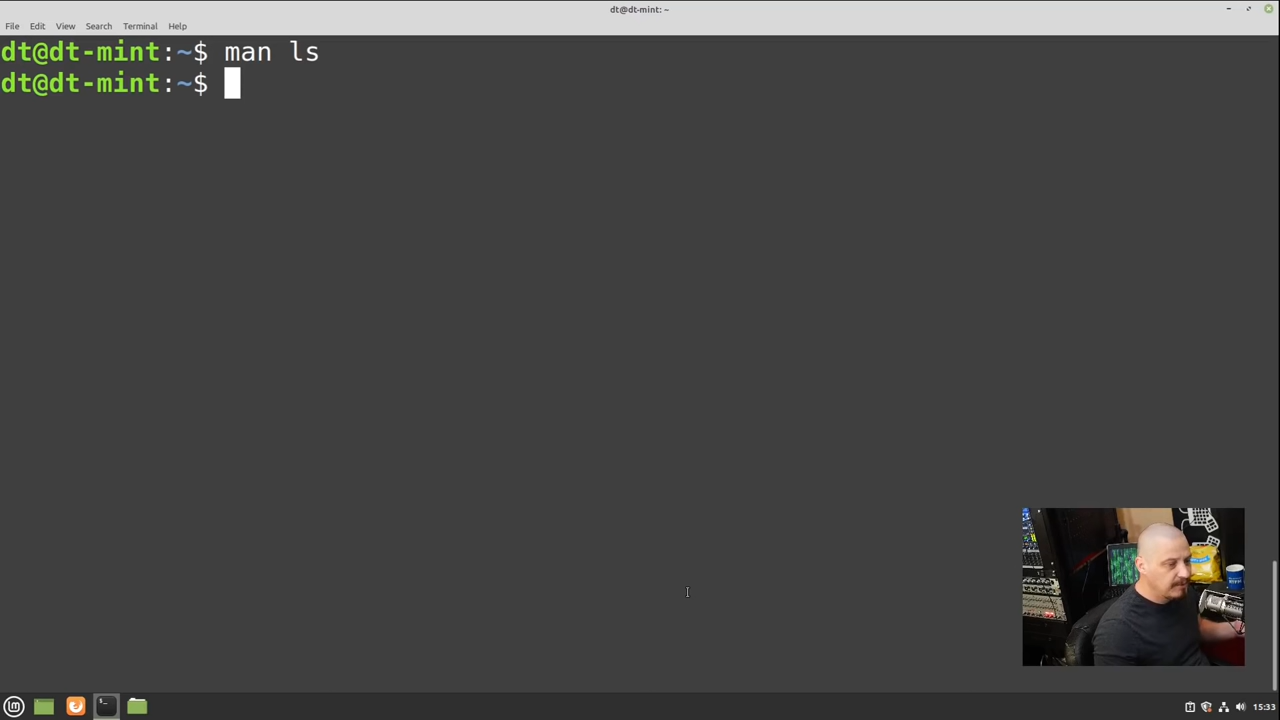 dt@dt-mint: ~
File Edit View Search Terminal Help
dt@dt-mint:~$ man ls
dt@dt-mint:~$
15:33